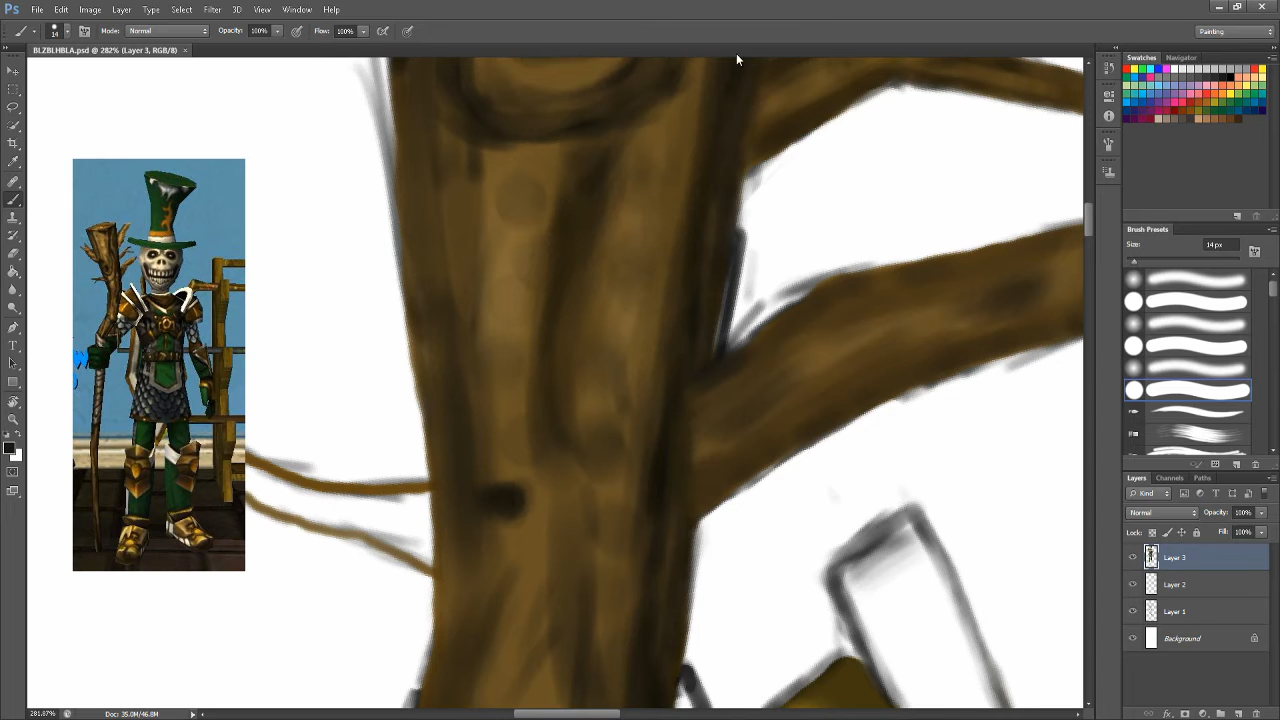 Ps File Edit Image Layer Type Select Filter 3D View Window Help
14 Mode: Normal Opacity: 100% Flow: 100% Painting
BLZBLHBLA.psd @ 282% (Layer 3, RGB/8) ×
Swatches Navigator
Brush Presets
Size: 14 px
Layers Channels Paths
Kind
Normal Opacity: 100%
Lock: Fill: 100%
Layer 3
Layer 2
Layer 1
Background
281.87% Doc: 35.0M/46.8M